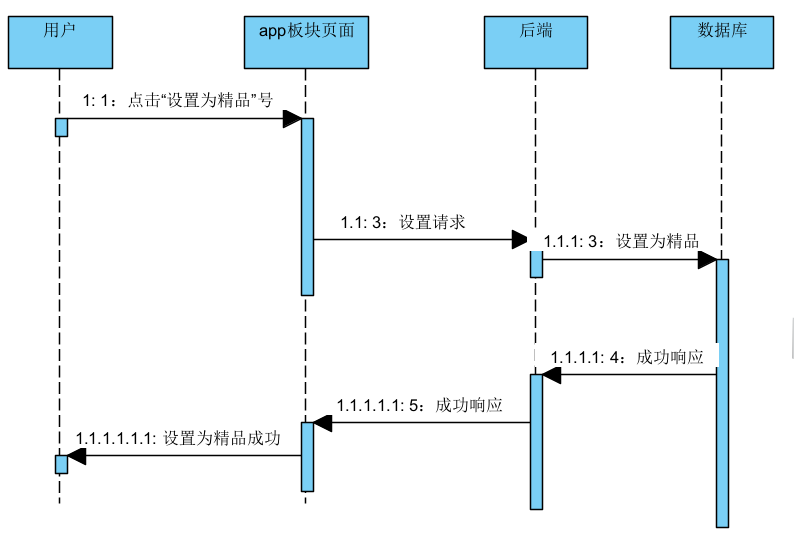 用户
app板块页面
后端
数据库
1: 1：点击“设置为精品”号
1.1: 3：设置请求
1.1.1: 3：设置为精品
1.1.1.1: 4：成功响应
1.1.1.1.1: 5：成功响应
1.1.1.1.1.1: 设置为精品成功